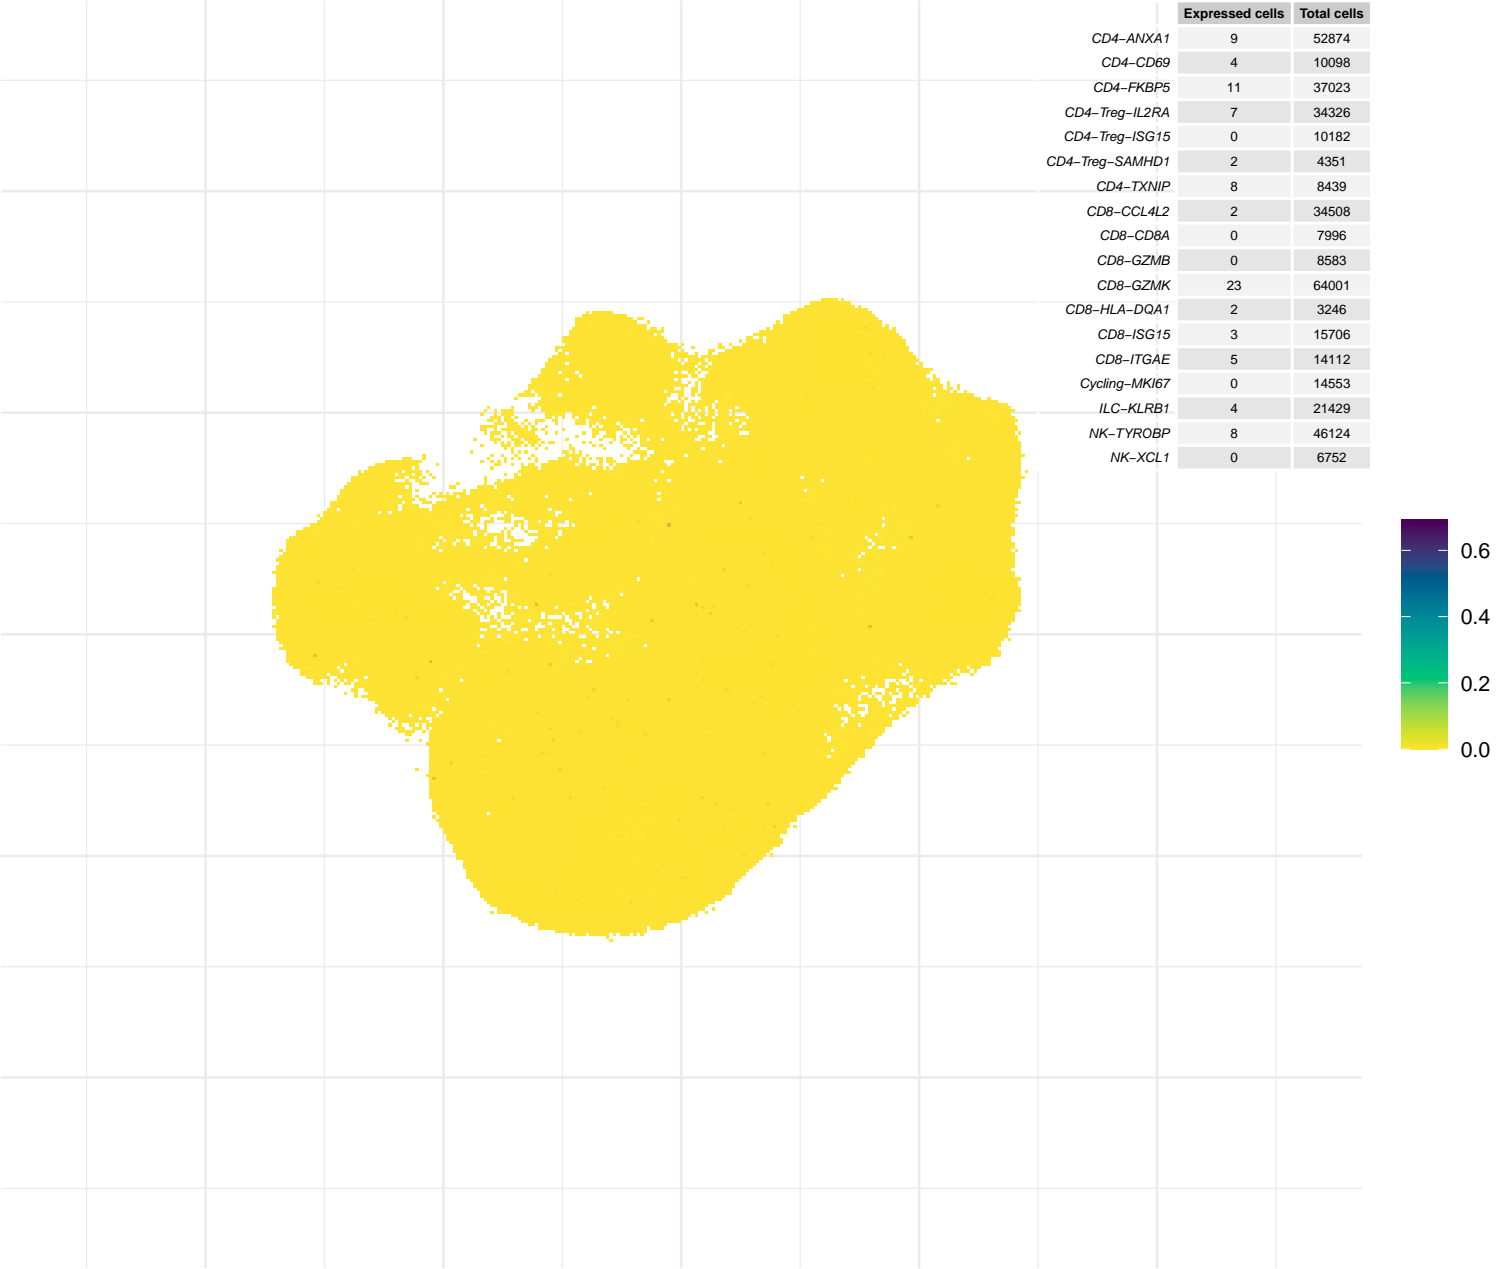 Expressed cells Total cells
CD4−ANXA1 9 52874
CD4−CD69 4 10098
CD4−FKBP5 11 37023
CD4−Treg−IL2RA 7 34326
CD4−Treg−ISG15 0 10182
CD4−Treg−SAMHD1 2 4351
CD4−TXNIP 8 8439
CD8−CCL4L2 2 34508
CD8−CD8A 0 7996
CD8−GZMB 0 8583
CD8−GZMK 23 64001
CD8−HLA−DQA1 2 3246
CD8−ISG15 3 15706
CD8−ITGAE 5 14112
Cycling−MKI67 0 14553
ILC−KLRB1 4 21429
NK−TYROBP 8 46124
NK−XCL1 0 6752
0.6
0.4
0.2
0.0